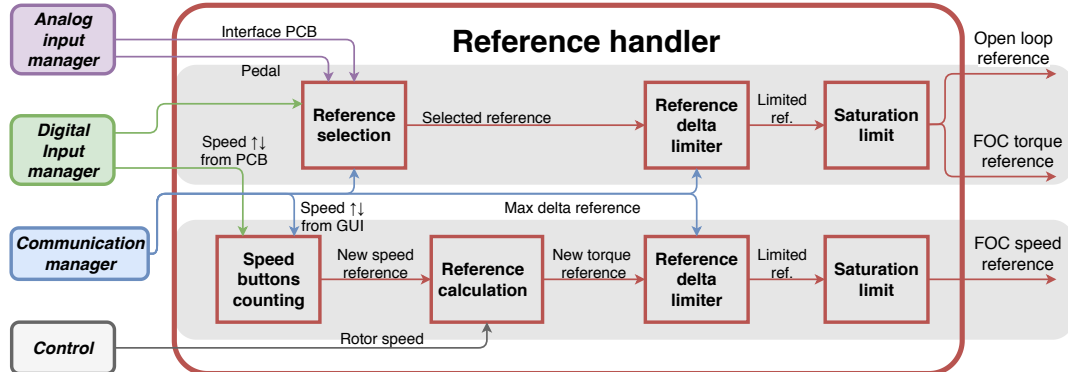 Analog
input
manager
Interface PCB
Reference handler
Open loop
reference
Pedal
Digital
Input
manager
Reference
selection
Selected reference
Reference
delta
limiter
Limited
ref.
Saturation
limit
FOC torque
reference
Speed ↑↓
from PCB
Communication
manager
Speed ↑↓
from GUI
Max delta reference
Speed
buttons
counting
New speed
reference
Reference
calculation
New torque
reference
Reference
delta
limiter
Limited
ref.
Saturation
limit
FOC speed
reference
Control
Rotor speed